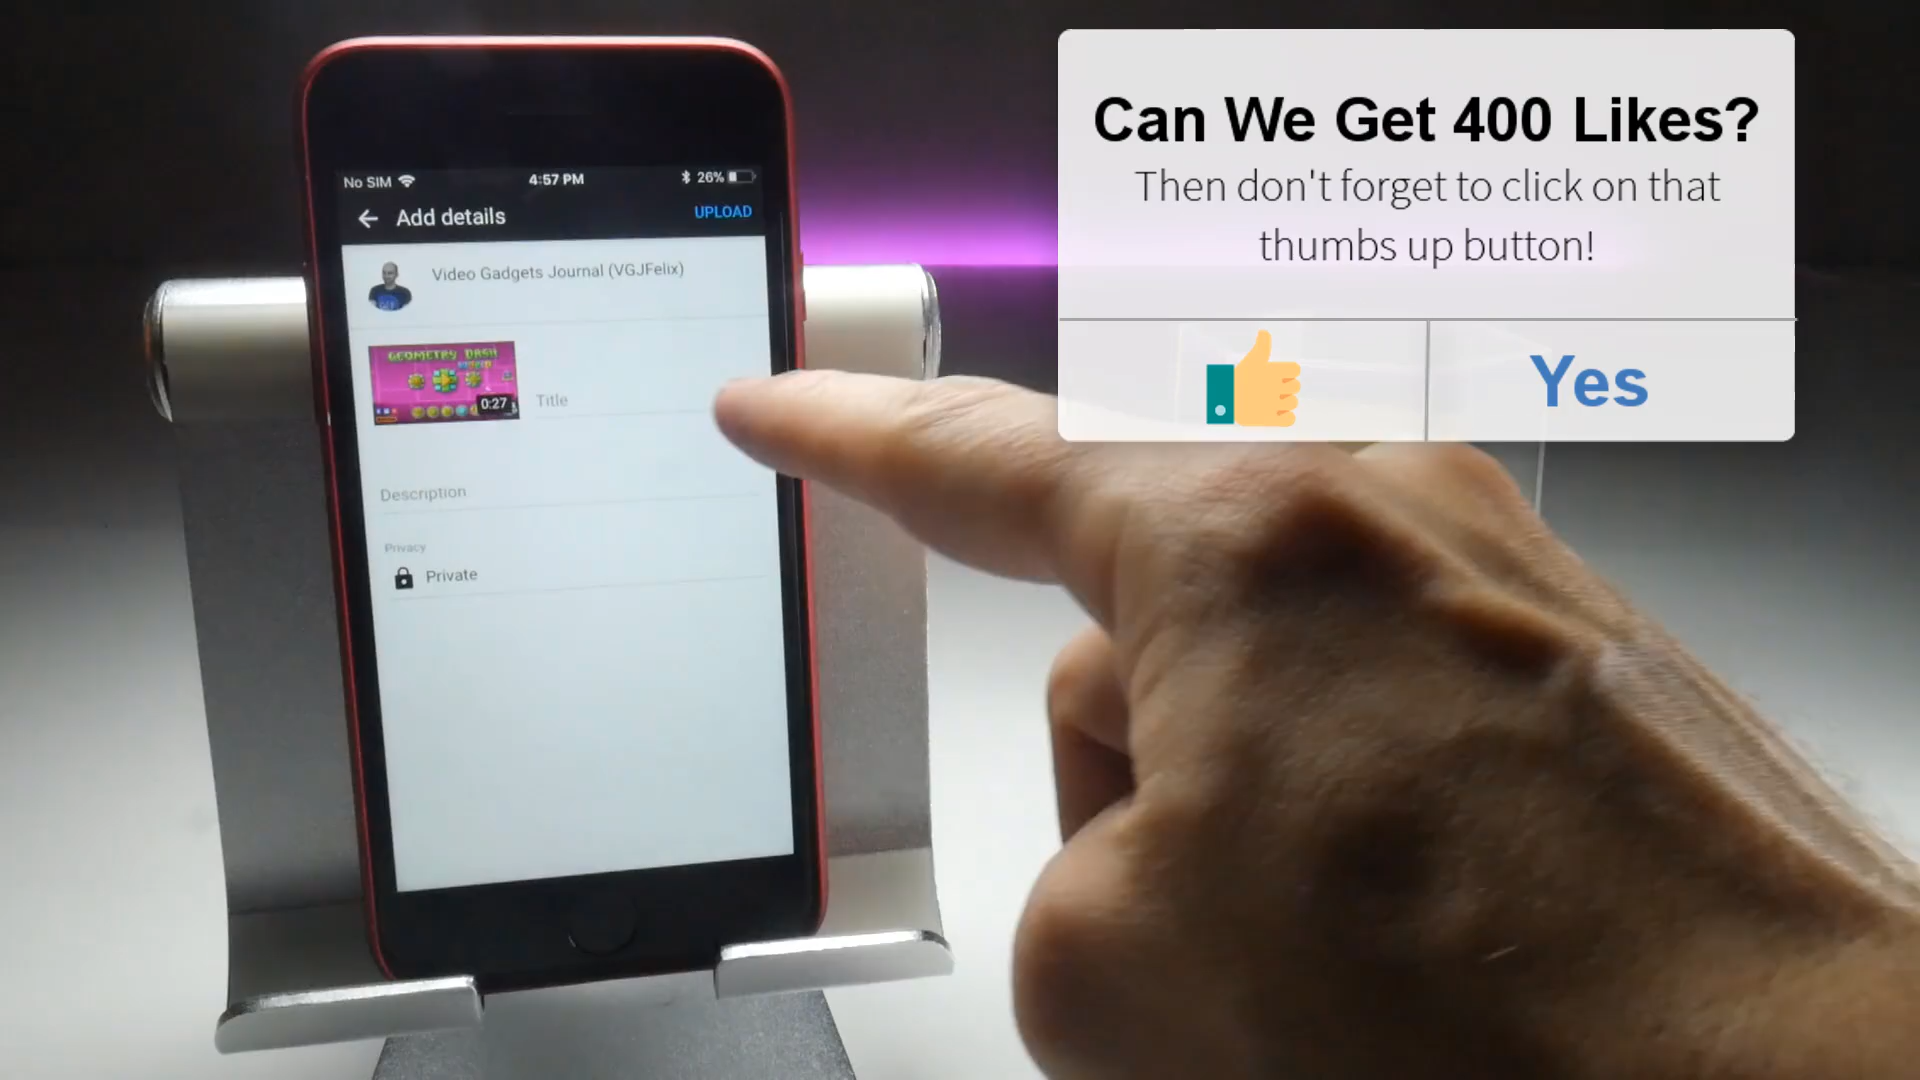 Can We Get 400 Likes?
Then don't forget to click on that
thumbs up button!
Yes
No SIM
4:57 PM
26%
Add details
UPLOAD
Video Gadgets Journal (VGJFelix)
GEOMETRY DASH
0:27
Title
Description
Privacy
Private